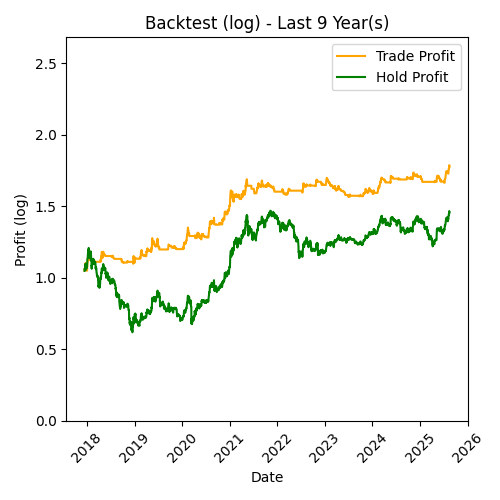 Backtest (log) - Last 9 Year(s)
Trade Profit
Hold Profit
Profit (log)
2.5
2.0
1.5
1.0
0.5
0.0
2018 2019 2020 2021 2022 2023 2024 2025 2026
Date